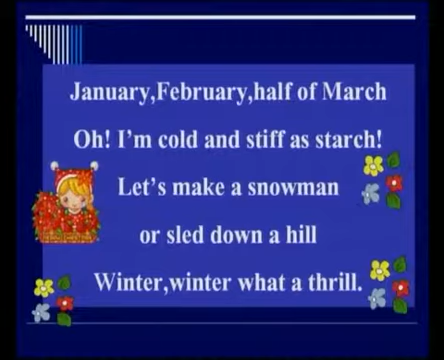 January,February,half of March
Oh! I'm cold and stiff as starch!
Let's make a snowman
or sled down a hill
Winter,winter what a thrill.